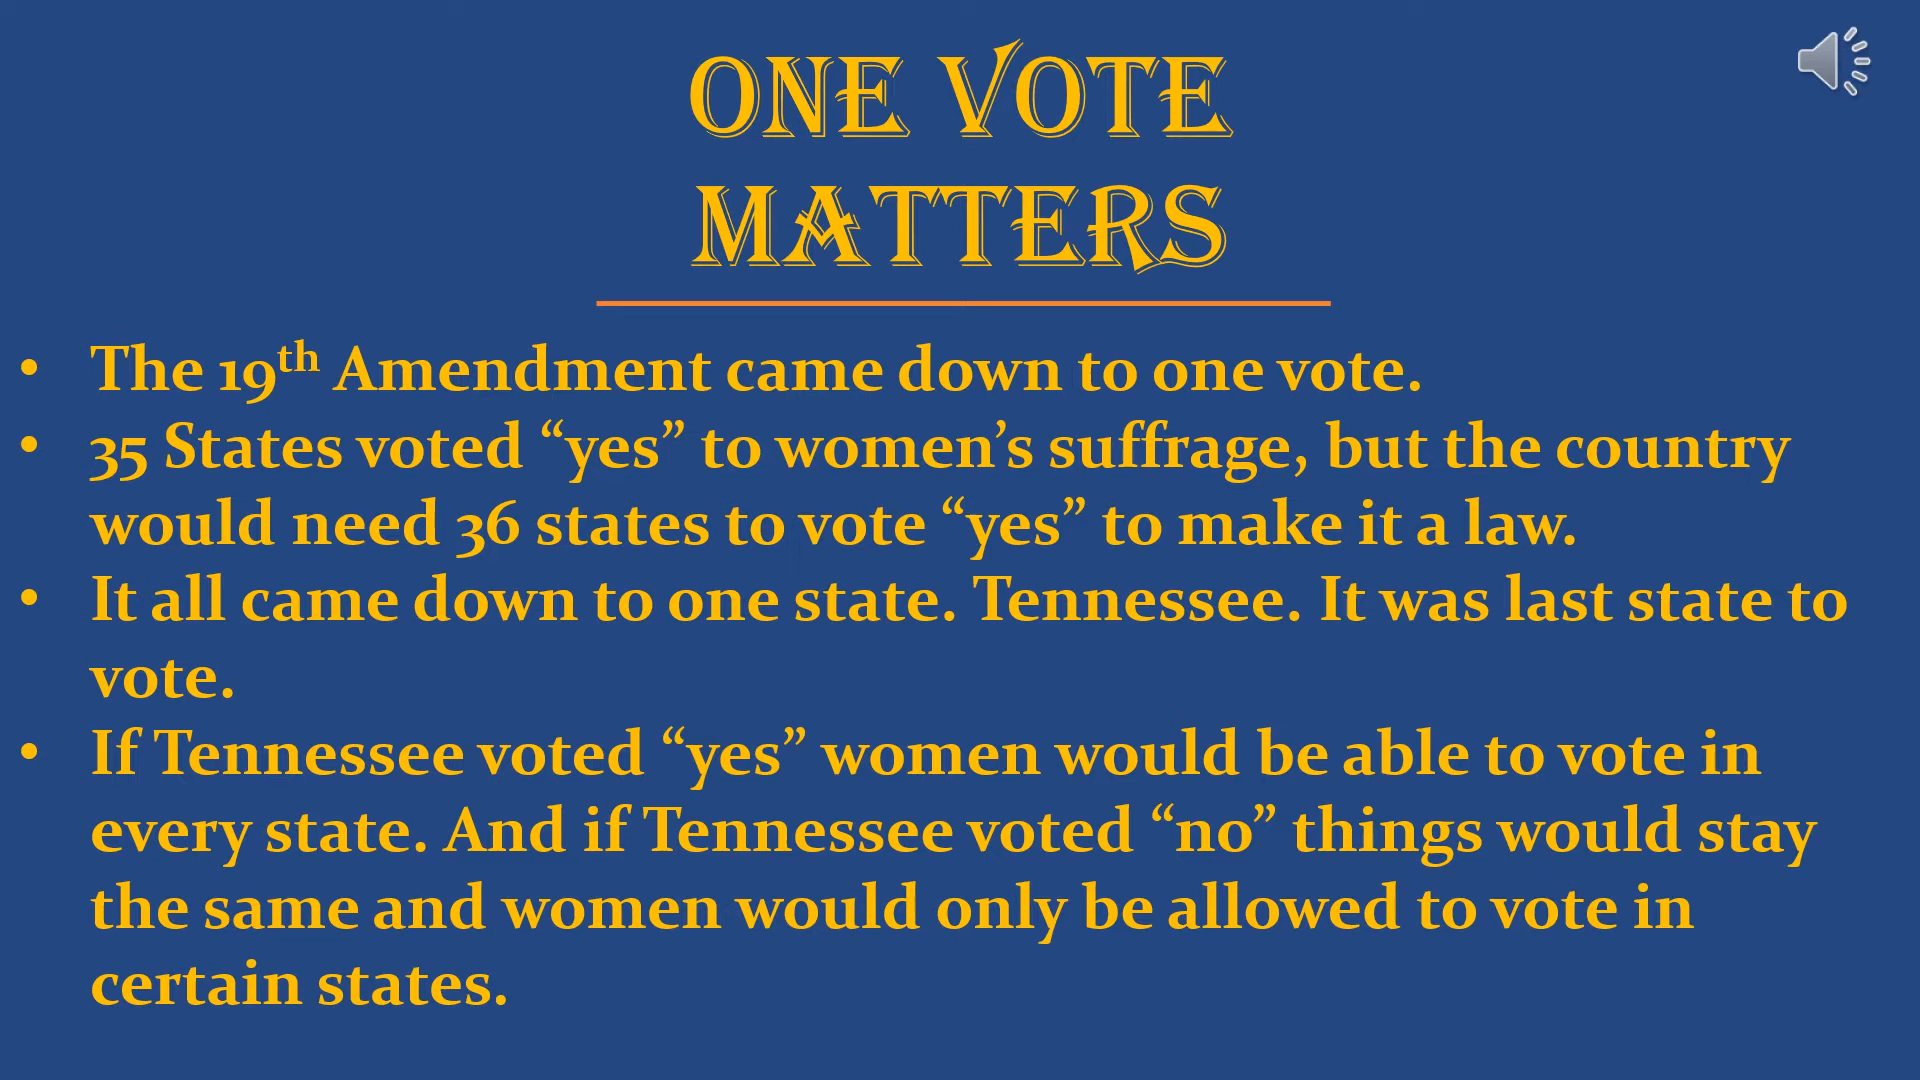 ONE VOTE
MATTERS
• The 19th Amendment came down to one vote.
• 35 States voted “yes” to women’s suffrage, but the country
would need 36 states to vote “yes” to make it a law.
• It all came down to one state. Tennessee. It was last state to
vote.
• If Tennessee voted “yes” women would be able to vote in
every state. And if Tennessee voted “no” things would stay
the same and women would only be allowed to vote in
certain states.